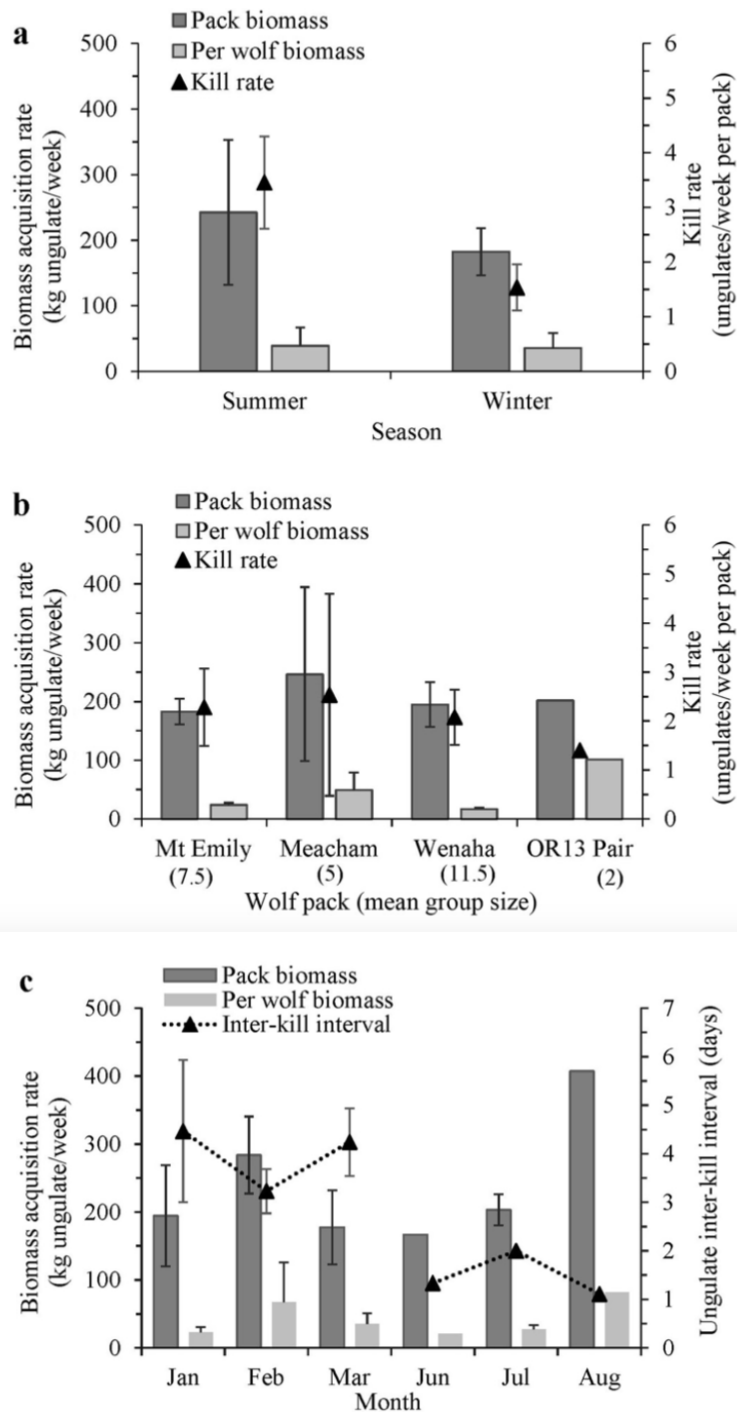 a
Pack biomass
Per wolf biomass
Kill rate
500
400
300
200
100
0
Biomass acquisition rate
(kg ungulate/week)
6
5
4
3
2
1
0
Kill rate
(ungulates/week per pack)
Summer
Winter
Season
b
Pack biomass
Per wolf biomass
Kill rate
500
400
300
200
100
0
Biomass acquisition rate
(kg ungulate/week)
6
5
4
3
2
1
0
Kill rate
(ungulates/week per pack)
Mt Emily
(7.5)
Meacham
(5)
Wenaha
(11.5)
OR13 Pair
(2)
Wolf pack (mean group size)
c
Pack biomass
Per wolf biomass
Inter-kill interval
500
400
300
200
100
0
Biomass acquisition rate
(kg ungulate/week)
7
6
5
4
3
2
1
0
Ungulate inter-kill interval (days)
Jan
Feb
Mar
Jun
Jul
Aug
Month